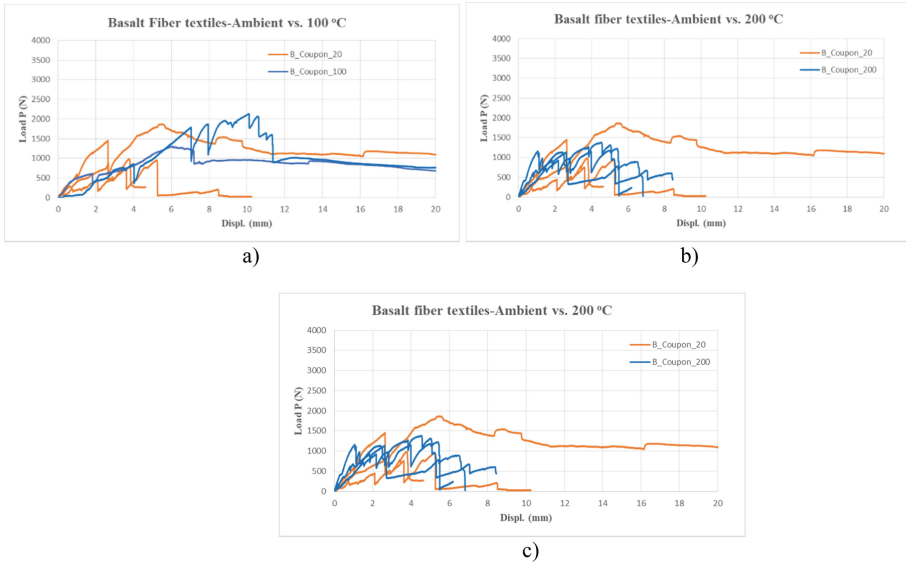 Basalt Fiber textiles-Ambient vs. 100 ºC
4000
3500
3000
2500
2000
1500
1000
500
0
Load P (N)
B_Coupon_20
B_Coupon_100
0 2 4 6 8 10 12 14 16 18 20
Displ. (mm)
a)
Basalt fiber textiles-Ambient vs. 200 ºC
4000
3500
3000
2500
2000
1500
1000
500
0
Load P (N)
B_Coupon_20
B_Coupon_200
0 2 4 6 8 10 12 14 16 18 20
Displ. (mm)
b)
Basalt fiber textiles-Ambient vs. 200 ºC
4000
3500
3000
2500
2000
1500
1000
500
0
Load P (N)
B_Coupon_20
B_Coupon_200
0 2 4 6 8 10 12 14 16 18 20
Displ. (mm)
c)